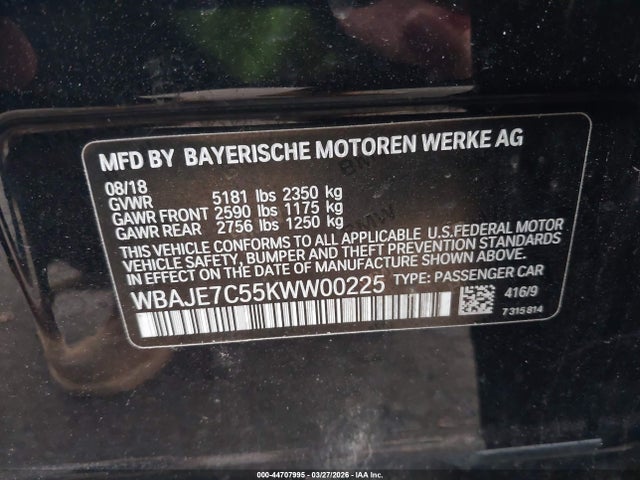 MFD BY BAYERISCHE MOTOREN WERKE AG
08/18
GVWR 5181 lbs 2350 kg
GAWR FRONT 2590 lbs 1175 kg
GAWR REAR 2756 lbs 1250 kg
THIS VEHICLE CONFORMS TO ALL APPLICABLE U.S.FEDERAL MOTOR
VEHICLE SAFETY, BUMPER AND THEFT PREVENTION STANDARDS
IN EFFECT ON THE DATE OF MANUFACTURE SHOWN ABOVE.
WBAJE7C55KWW00225 TYPE: PASSENGER CAR
416/9
7315814
000-44707995 - 03/27/2026 - IAA Inc.